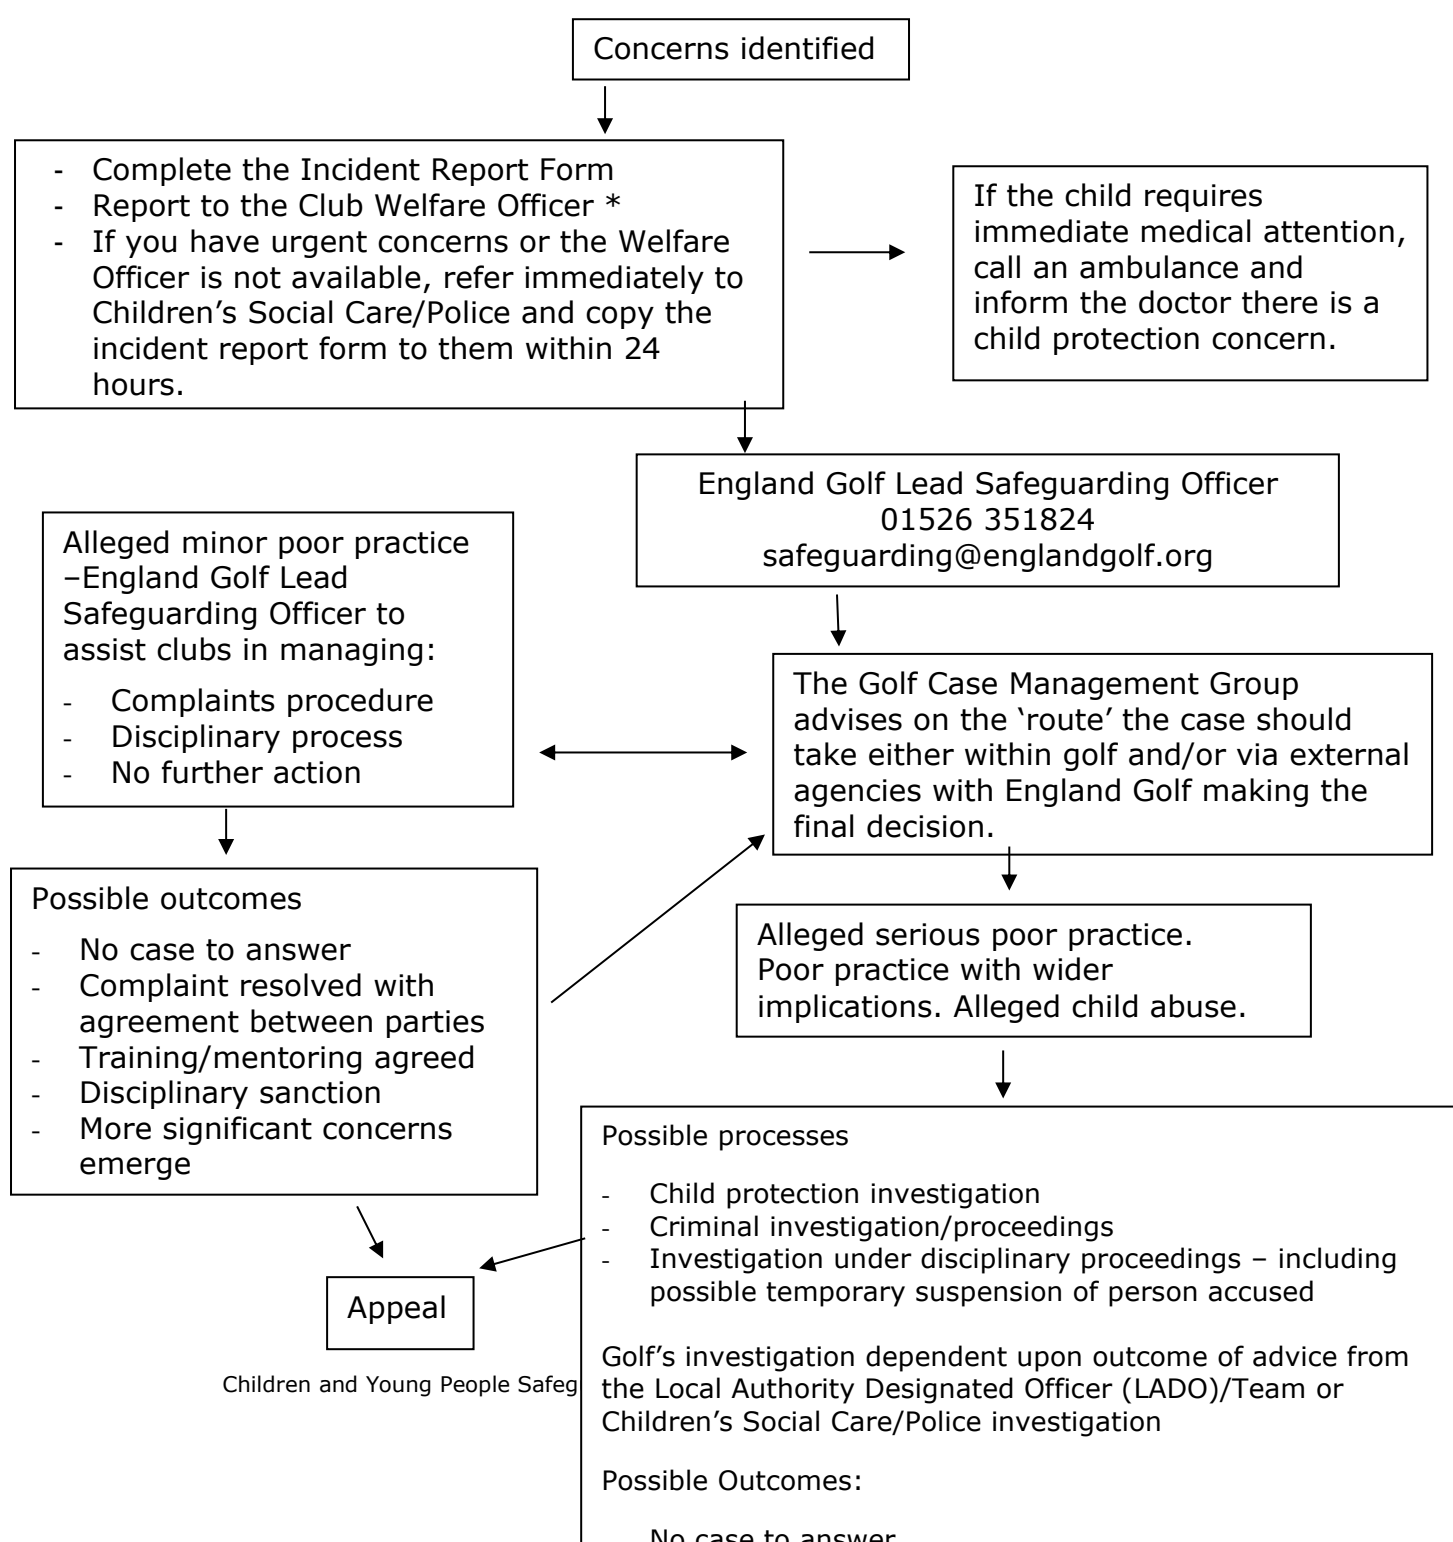 Concerns identified
- Complete the Incident Report Form
- Report to the Club Welfare Officer *
- If you have urgent concerns or the Welfare
Officer is not available, refer immediately to
Children’s Social Care/Police and copy the
incident report form to them within 24
hours.
If the child requires
immediate medical attention,
call an ambulance and
inform the doctor there is a
child protection concern.
England Golf Lead Safeguarding Officer
01526 351824
safeguarding@englandgolf.org
Alleged minor poor practice
–England Golf Lead
Safeguarding Officer to
assist clubs in managing:
- Complaints procedure
- Disciplinary process
- No further action
The Golf Case Management Group
advises on the ‘route’ the case should
take either within golf and/or via external
agencies with England Golf making the
final decision.
Possible outcomes
- No case to answer
- Complaint resolved with
agreement between parties
- Training/mentoring agreed
- Disciplinary sanction
- More significant concerns
emerge
Alleged serious poor practice.
Poor practice with wider
implications. Alleged child abuse.
Possible processes
- Child protection investigation
- Criminal investigation/proceedings
- Investigation under disciplinary proceedings – including
possible temporary suspension of person accused
Golf’s investigation dependent upon outcome of advice from
the Local Authority Designated Officer (LADO)/Team or
Children’s Social Care/Police investigation
Possible Outcomes:
No case to answer
Appeal
Children and Young People Safeg